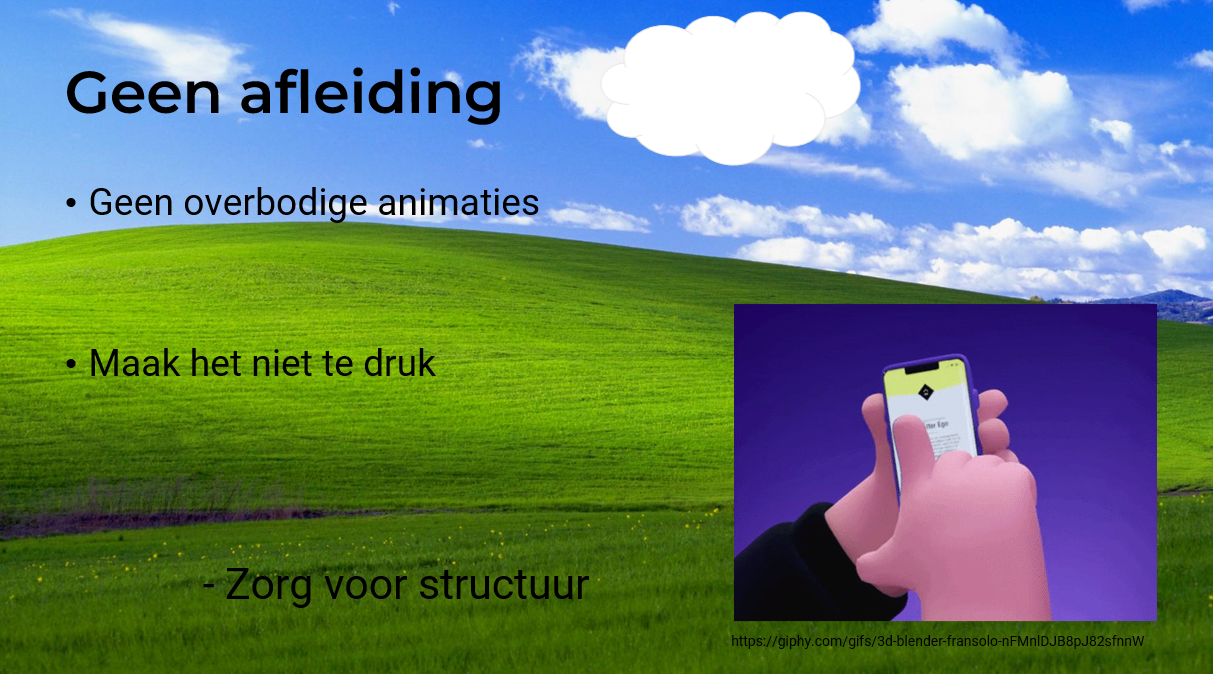 Geen afleiding
• Geen overbodige animaties
• Maak het niet te druk
- Zorg voor structuur
https://giphy.com/gifs/3d-blender-fransolo-nFMnlDJB8pJ82sfnnW